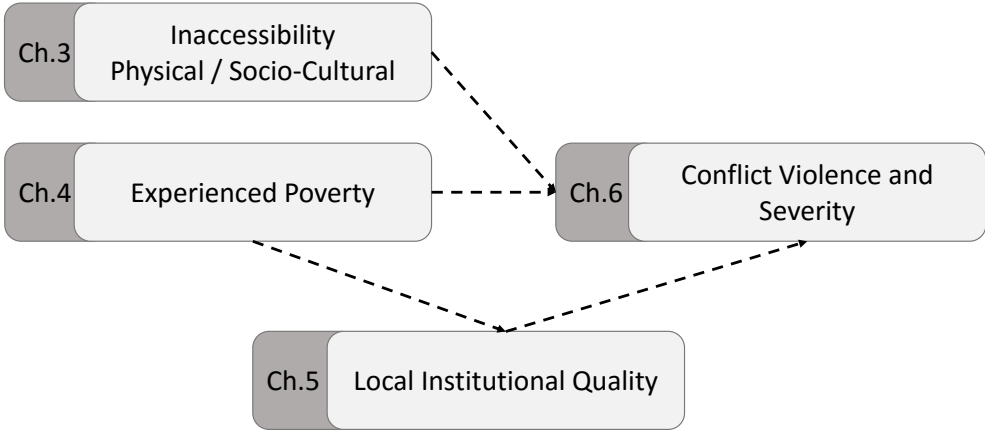 Ch.3
Inaccessibility
Physical / Socio-Cultural
Ch.4
Experienced Poverty
Ch.6
Conflict Violence and
Severity
Ch.5
Local Institutional Quality